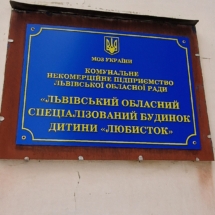 МОЗ УКРАЇНИ
КОМУНАЛЬНЕ
НЕКОМЕРЦІЙНЕ ПІДПРИЄМСТВО
ЛЬВІВСЬКОЇ ОБЛАСНОЇ РАДИ
«ЛЬВІВСЬКИЙ ОБЛАСНИЙ
СПЕЦІАЛІЗОВАНИЙ БУДИНОК
ДИТИНИ «ЛЮБИСТОК»